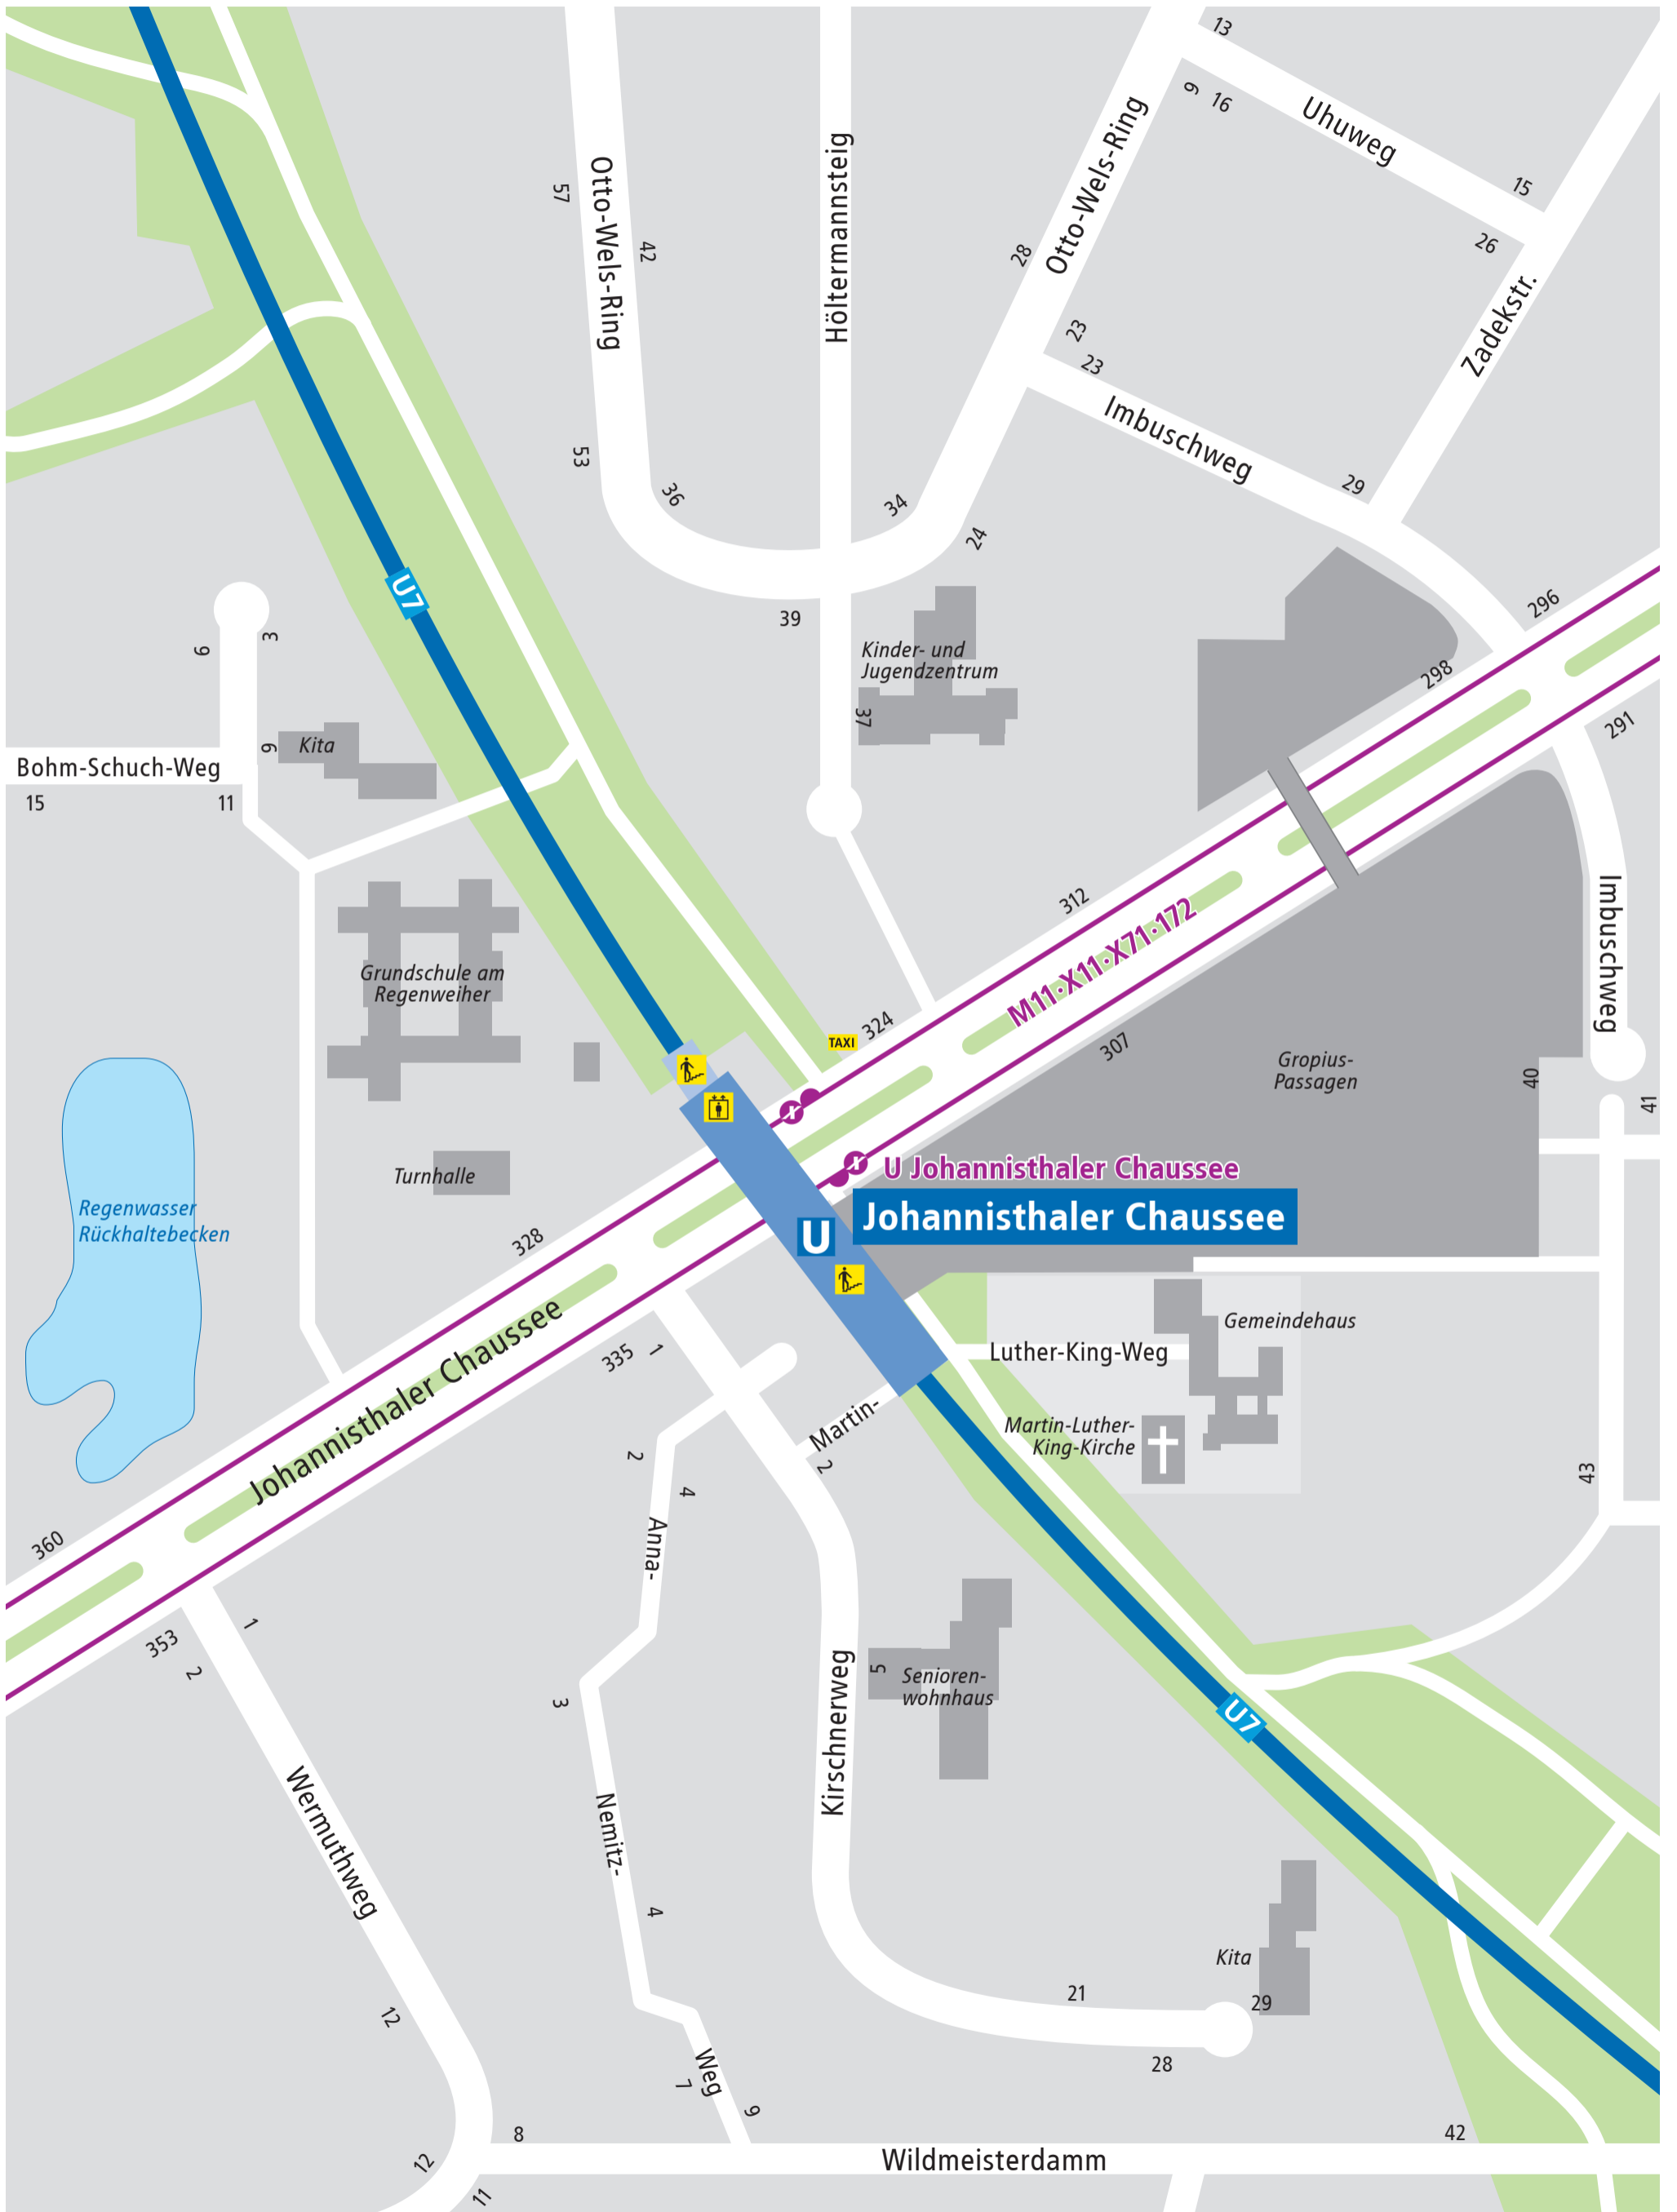 13
9
16
Uhuweg
15
26
Otto-Wels-Ring
57
42
Höltermannsteig
Otto-Wels-Ring
28
23
23
Zadekstr.
Imbuschweg
29
53
36
34
24
U7
39
296
9
3
Kinder- und
Jugendzentrum
37
298
291
9
Kita
Bohm-Schuch-Weg
15
11
312
M11·X11·X71·172
Imbuschweg
Grundschule am
Regenweiher
TAXI
324
307
Gropius-
Passagen
40
41
Turnhalle
U Johannisthaler Chaussee
Regenwasser
Rückhaltebecken
328
U
Johannisthaler Chaussee
Johannisthaler Chaussee
335
1
Gemeindehaus
Luther-King-Weg
Martin-
2
Martin-Luther-
King-Kirche
2
4
43
Anna-
360
353
1
2
3
5
Senioren-
wohnhaus
Kirschnerweg
U7
Wermuthweg
Nemitz-
4
Kita
29
21
28
12
Weg
7
9
8
42
Wildmeisterdamm
12
11